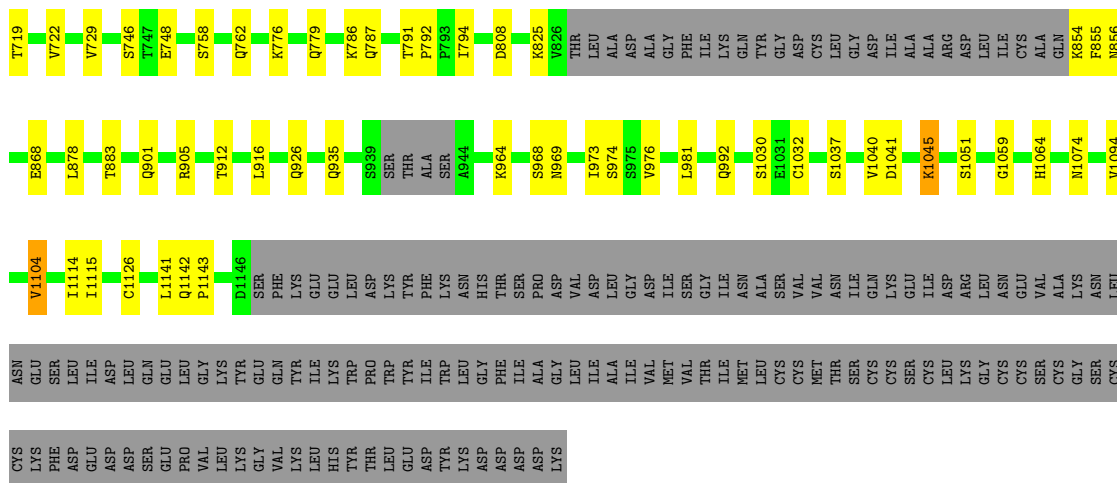 T719 V722 V729 S746 T747 E748 S758 Q762 K776 Q779 K786 Q787 T791 P792 P793 I794 D808 K825 V826 THR LEU ALA ASP ALA GLY PHE ILE LYS GLN TYR GLY ASP CYS LEU GLY ASP ILE ALA ALA ARG ASP LEU ILE CYS ALA GLN K854 F855 N856
E868 L878 T883 Q901 R905 T912 L916 Q926 Q935 S939 SER THR ALA SER A944 K964 S968 N969 I973 S974 S975 V976 L981 Q992 S1030 E1031 C1032 S1037 V1040 D1041 K1045 S1051 G1059 H1064 N1074 V1094
V1104 I1114 I1115 C1126 L1141 Q1142 P1143 D1146 SER PHE LYS GLU GLU LEU ASP LYS TYR PHE LYS ASN HIS THR SER PRO ASP VAL ASP LEU GLY ASP ILE SER GLY ILE ASN ALA SER VAL VAL ASN ILE GLN LYS GLU ILE ASP ARG LEU ASN GLU VAL ALA LYS ASN LEU
ASN GLU SER LEU ILE ASP LEU GLN GLU LEU GLY LYS TYR GLU GLN TYR ILE LYS TRP PRO TRP TYR ILE TRP LEU GLY PHE ILE ALA GLY LEU ILE ALA ILE VAL MET VAL THR ILE MET LEU CYS CYS MET THR SER CYS CYS SER CYS LEU LYS GLY CYS CYS SER CYS GLY SER CYS
CYS LYS PHE ASP GLU ASP ASP SER GLU PRO VAL LEU LYS GLY VAL LYS LEU HIS TYR THR LEU GLU ASP TYR LYS ASP ASP ASP ASP LYS